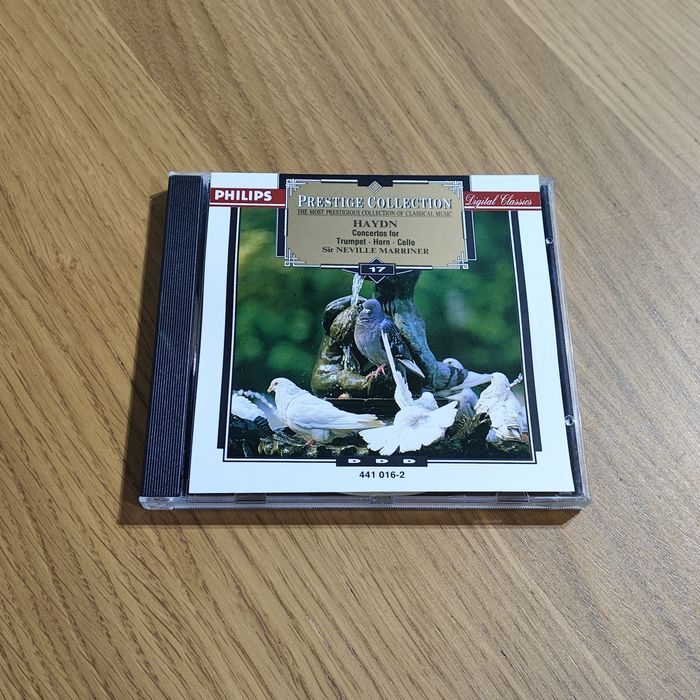 PHILIPS
PRESTIGE COLLECTION
THE MOST PRESTIGIOUS COLLECTION OF CLASSICAL MUSIC
Digital Classics
HAYDN
Concertos for
Trumpet · Horn · Cello
Sir NEVILLE MARRINER
17
D D D
441 016-2